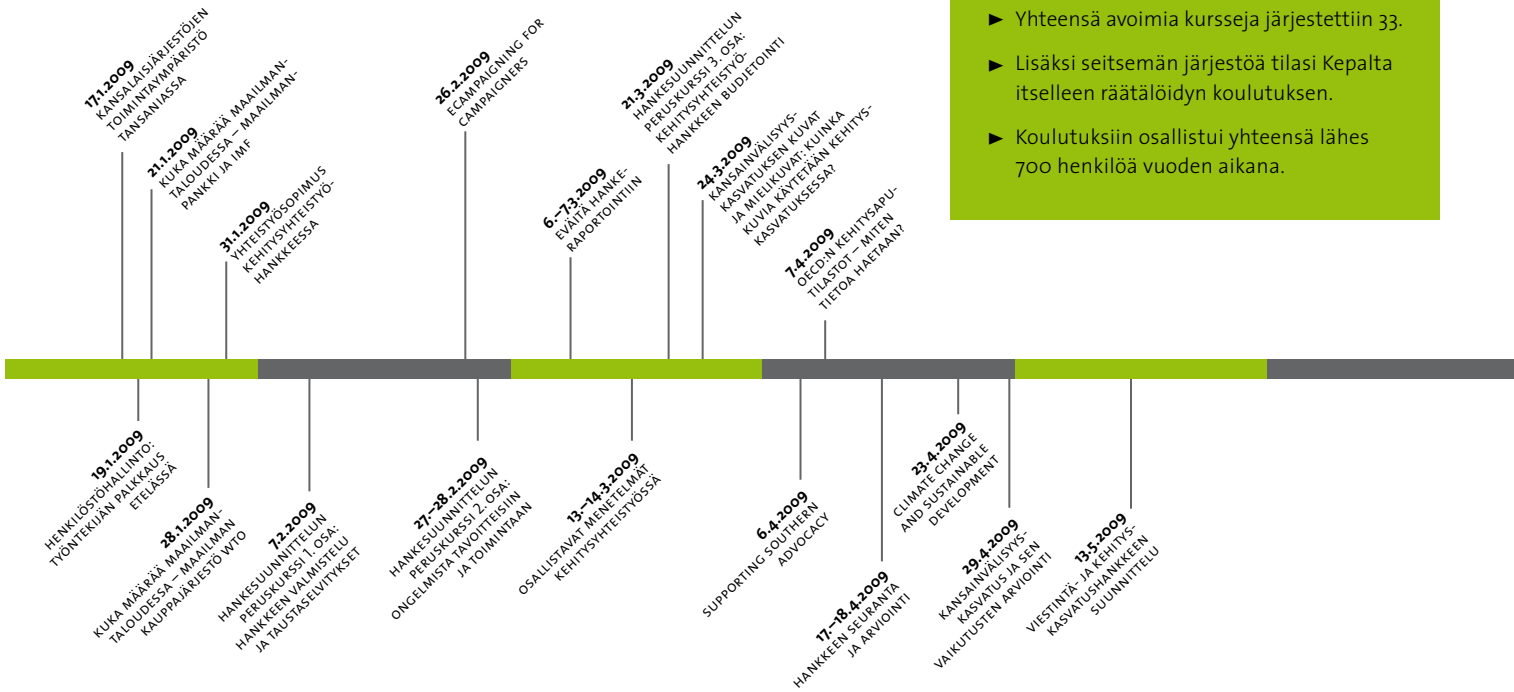 17.1.2009
KANSALAISJÄRJESTÖJEN
TOIMINTAYMPÄRISTÖ
TANSANIASSA
21.1.2009
KUKA MÄÄRÄÄ MAAILMAN-
TALOUDESSA – MAAILMAN-
PANKKI JA IMF
31.1.2009
YHTEISTYÖSOPIMUS
KEHITYSYHTEISTYÖ-
HANKKEESSA
26.2.2009
ECAMPAIGNING FOR
CAMPAIGNERS
6.–7.3.2009
EVÄITÄ HANKE-
RAPORTOINTIIN
21.3.2009
HANKESUUNNITTELUN
PERUSKURSSI 3. OSA:
KEHITYSYHTEISTYÖ-
HANKKEEN BUDJETOINTI
24.3.2009
KANSAINVÄLISYYS-
KASVATUKSEN KUVAT
JA MIELIKUVAT: KUINKA
KUVIA KÄYTETÄÄN KEHITYS-
KASVATUKSESSA?
7.4.2009
OECD:N KEHITYSAPU-
TILASTOT – MITEN
TIETOA HAETAAN?
► Yhteensä avoimia kursseja järjestettiin 33.
► Lisäksi seitsemän järjestöä tilasi Kepalta
itselleen räätälöidyn koulutuksen.
► Koulutuksiin osallistui yhteensä lähes
700 henkilöä vuoden aikana.
19.1.2009
HENKILÖSTÖHALLINTO:
TYÖNTEKIJÄN PALKKAUS
ETELÄSSÄ
28.1.2009
KUKA MÄÄRÄÄ MAAILMAN-
TALOUDESSA – MAAILMAN
KAUPPAJÄRJESTÖ WTO
7.2.2009
HANKESUUNNITTELUN
PERUSKURSSI 1. OSA:
HANKKEEN VALMISTELU
JA TAUSTASELVITYKSET
27.–28.2.2009
HANKESUUNNITTELUN
PERUSKURSSI 2. OSA:
ONGELMISTA TAVOITTEISIIN
JA TOIMINTAAN
13.–14.3.2009
OSALLISTAVAT MENETELMÄT
KEHITYSYHTEISTYÖSSÄ
6.4.2009
SUPPORTING SOUTHERN
ADVOCACY
17.–18.4.2009
HANKKEEN SEURANTA
JA ARVIOINTI
23.4.2009
CLIMATE CHANGE
AND SUSTAINABLE
DEVELOPMENT
29.4.2009
KANSAINVÄLISYYS-
KASVATUS JA SEN
VAIKUTUSTEN ARVIOINTI
13.5.2009
VIESTINTÄ- JA KEHITYS-
KASVATUSHANKKEEN
SUUNNITTELU